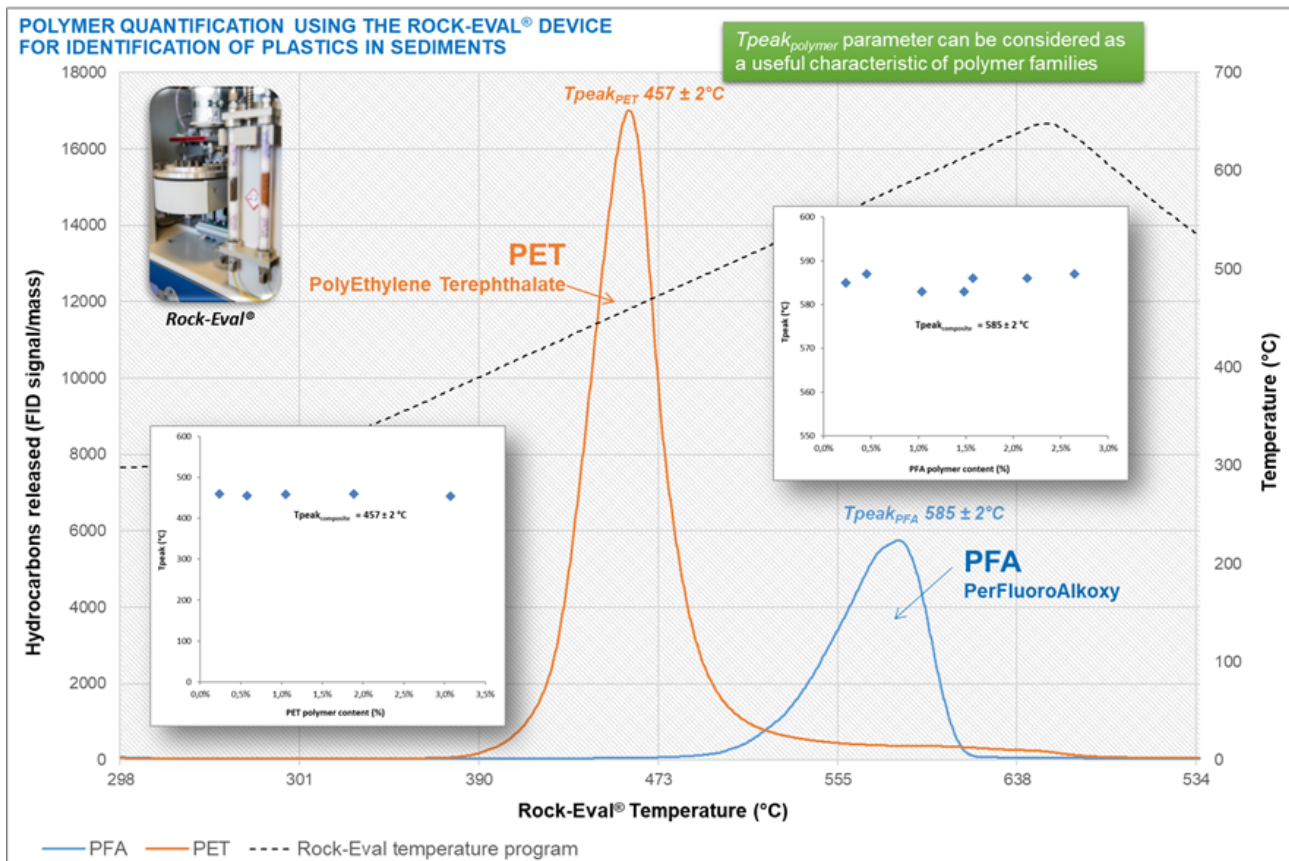 POLYMER QUANTIFICATION USING THE ROCK-EVAL® DEVICE
FOR IDENTIFICATION OF PLASTICS IN SEDIMENTS
Tpeakpolymer parameter can be considered as
a useful characteristic of polymer families
18000
16000
14000
12000
10000
8000
6000
4000
2000
0
Hydrocarbons released (FID signal/mass)
700
600
500
400
300
200
100
0
Temperature (°C)
Rock-Eval®
TpeakPET 457 ± 2°C
PET
PolyEthylene Terephthalate
600
590
580
570
560
550
Tpeak (°C)
Tpeakcomposite = 585 ± 2 °C
0,0% 0,5% 1,0% 1,5% 2,0% 2,5% 3,0%
PFA polymer content (%)
600
500
400
300
200
100
0
Tpeak (°C)
Tpeakcomposite = 457 ± 2 °C
0,0% 0,5% 1,0% 1,5% 2,0% 2,5% 3,0% 3,5%
PET polymer content (%)
TpeakPFA 585 ± 2°C
PFA
PerFluoroAlkoxy
298 301 390 473 555 638 534
Rock-Eval® Temperature (°C)
PFA PET Rock-Eval temperature program